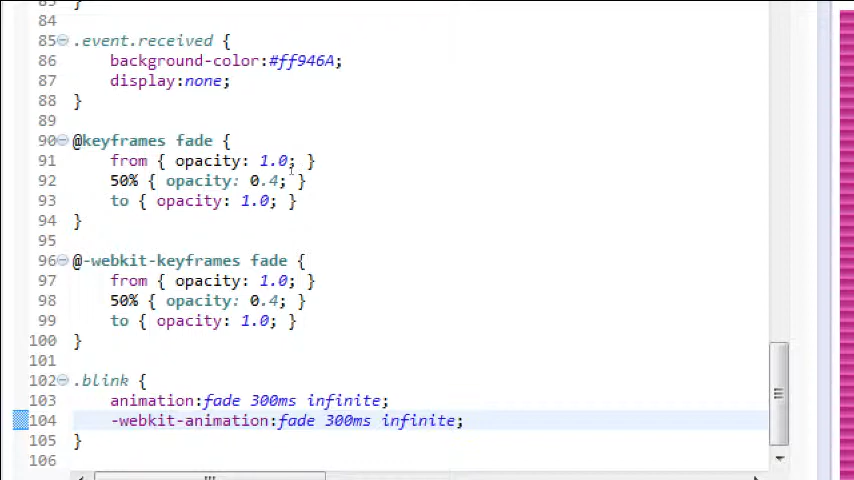 83 }
84
85 .event.received {
86 background-color:#ff946A;
87 display:none;
88 }
89
90 @keyframes fade {
91 from { opacity: 1.0; }
92 50% { opacity: 0.4; }
93 to { opacity: 1.0; }
94 }
95
96 @-webkit-keyframes fade {
97 from { opacity: 1.0; }
98 50% { opacity: 0.4; }
99 to { opacity: 1.0; }
100 }
101
102 .blink {
103 animation:fade 300ms infinite;
104 -webkit-animation:fade 300ms infinite;
105 }
106